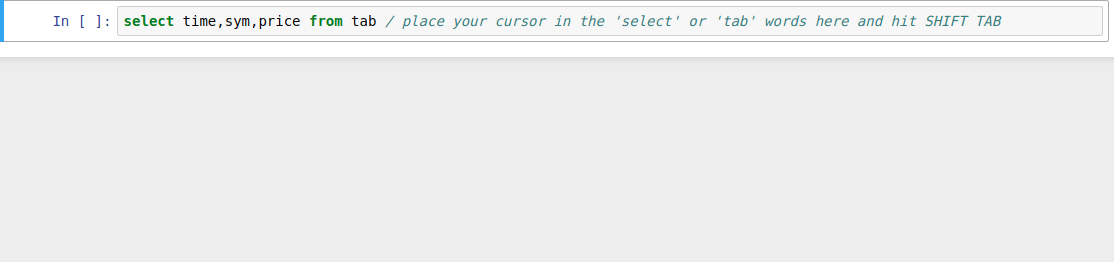 In [ ]: select time,sym,price from tab / place your cursor in the 'select' or 'tab' words here and hit SHIFT TAB